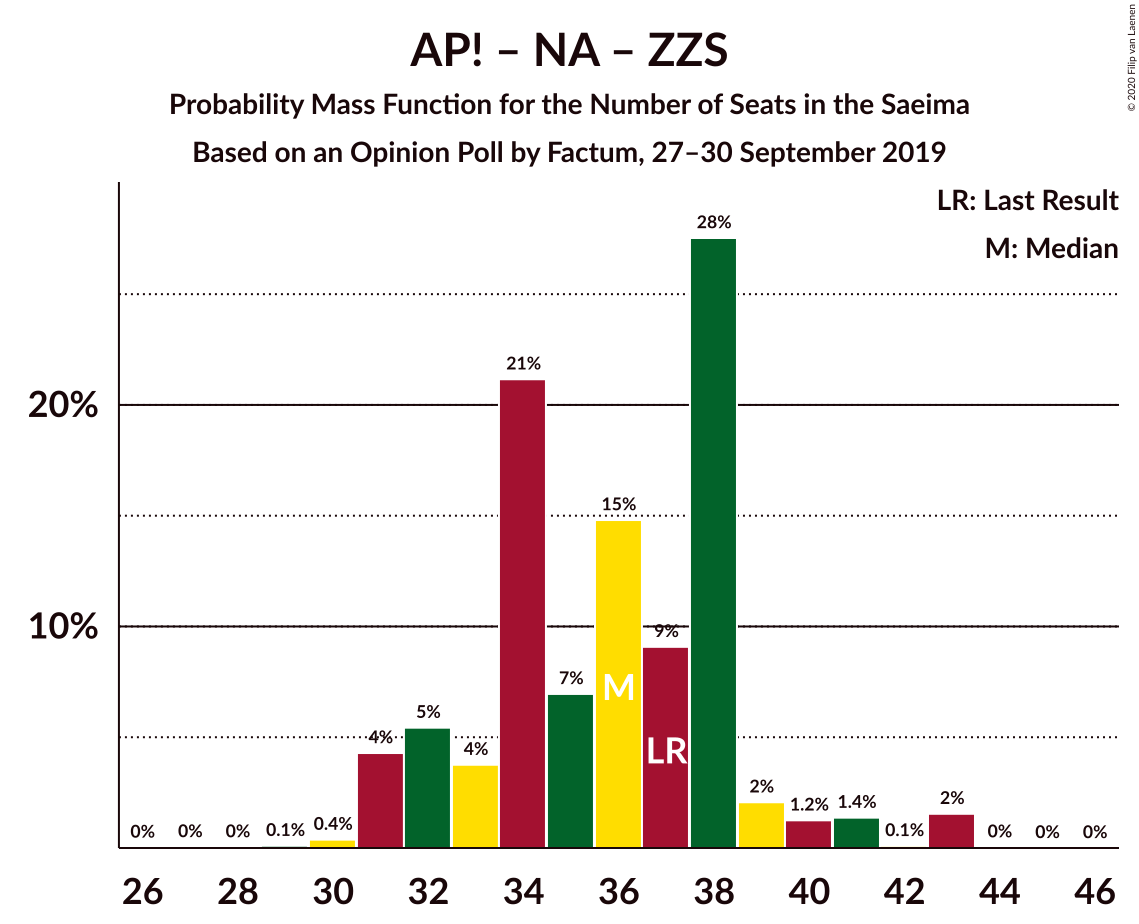 AP! – NA – ZZS
Probability Mass Function for the Number of Seats in the Saeima
Based on an Opinion Poll by Factum, 27–30 September 2019
© 2020 Filip van Laenen
LR: Last Result
M: Median
20%
10%
0%
0%
0%
0.1%
0.4%
4%
5%
4%
21%
7%
15%
9%
28%
2%
1.2%
1.4%
0.1%
2%
0%
0%
0%
M
LR
26 28 30 32 34 36 38 40 42 44 46